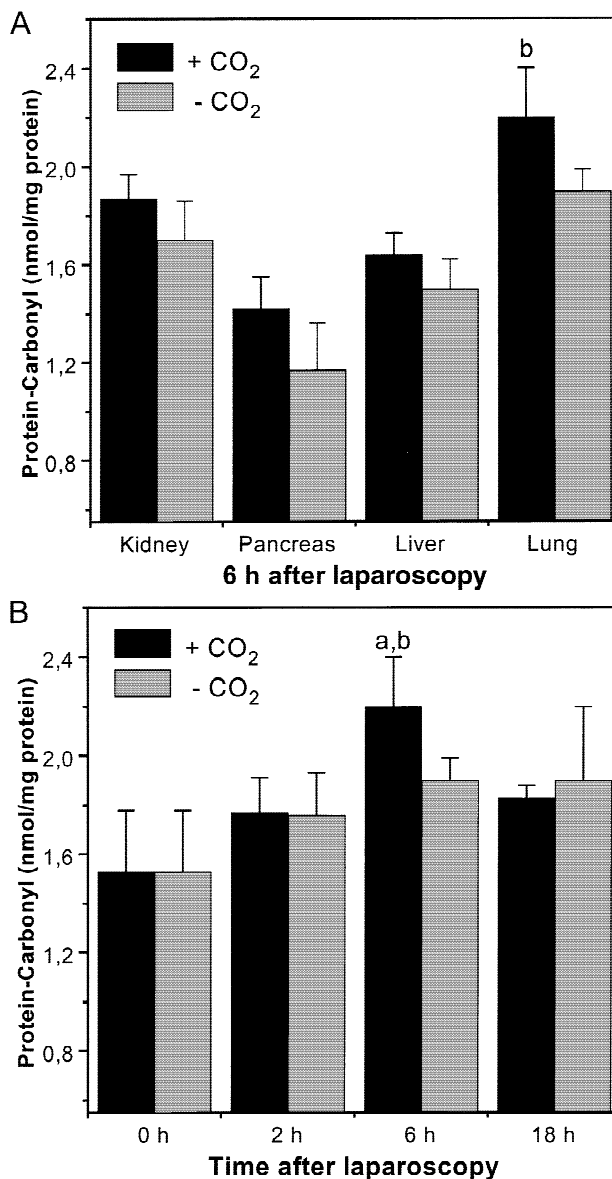 A
+ CO2
- CO2
b
Protein-Carbonyl (nmol/mg protein)
2,4
2,0
1,6
1,2
0,8
Kidney Pancreas Liver Lung
6 h after laparoscopy
B
+ CO2
- CO2
a,b
Protein-Carbonyl (nmol/mg protein)
2,4
2,0
1,6
1,2
0,8
0 h 2 h 6 h 18 h
Time after laparoscopy